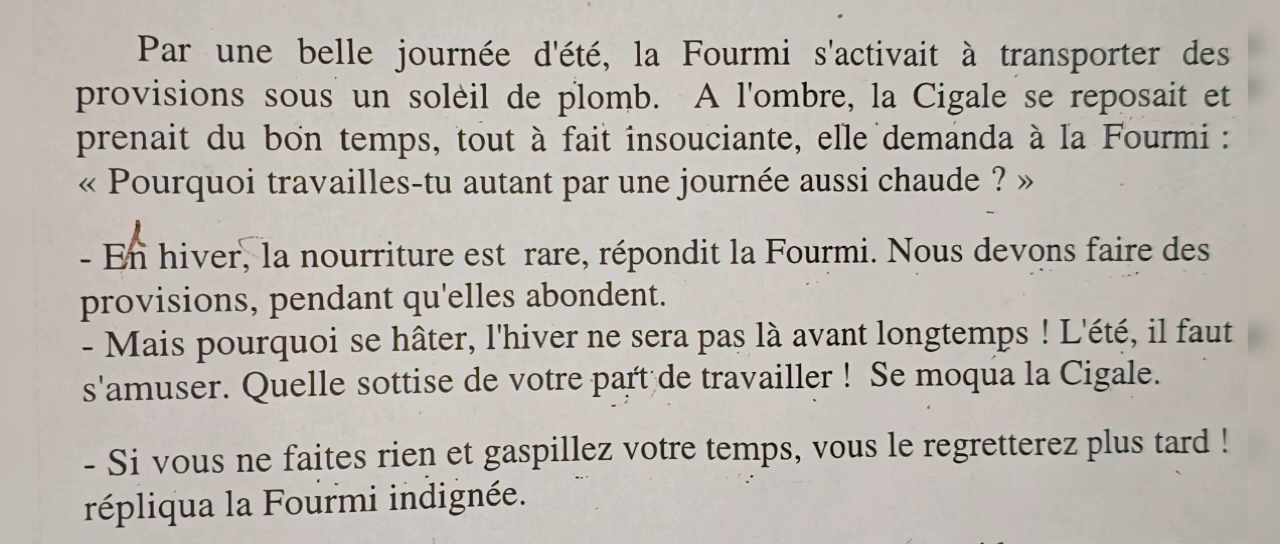 Par une belle journée d'été, la Fourmi s'activait à transporter des
provisions sous un soleil de plomb. A l'ombre, la Cigale se reposait et
prenait du bon temps, tout à fait insouciante, elle demanda à la Fourmi :
« Pourquoi travailles-tu autant par une journée aussi chaude ? »
- En hiver, la nourriture est rare, répondit la Fourmi. Nous devons faire des
provisions, pendant qu'elles abondent.
- Mais pourquoi se hâter, l'hiver ne sera pas là avant longtemps ! L'été, il faut
s'amuser. Quelle sottise de votre part de travailler ! Se moqua la Cigale.
- Si vous ne faites rien et gaspillez votre temps, vous le regretterez plus tard !
répliqua la Fourmi indignée.